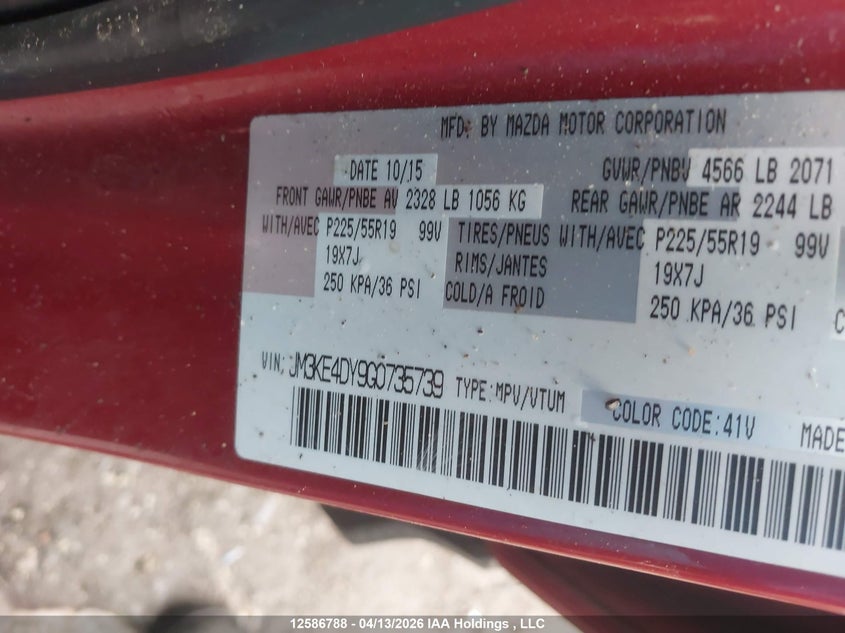 MFD. BY MAZDA MOTOR CORPORATION
DATE 10/15 GVWR/PNBV 4566 LB 2071
FRONT GAWR/PNBE AV 2328 LB 1056 KG REAR GAWR/PNBE AR 2244 LB
WITH/AVEC P225/55R19 99V TIRES/PNEUS WITH/AVEC P225/55R19 99V
19X7J RIMS/JANTES 19X7J
250 KPA/36 PSI COLD/A FROID 250 KPA/36 PSI
VIN: JM3KE4DY9G0735739 TYPE:MPV/VTUM COLOR CODE:41V MADE
12586788 - 04/13/2026 IAA Holdings , LLC